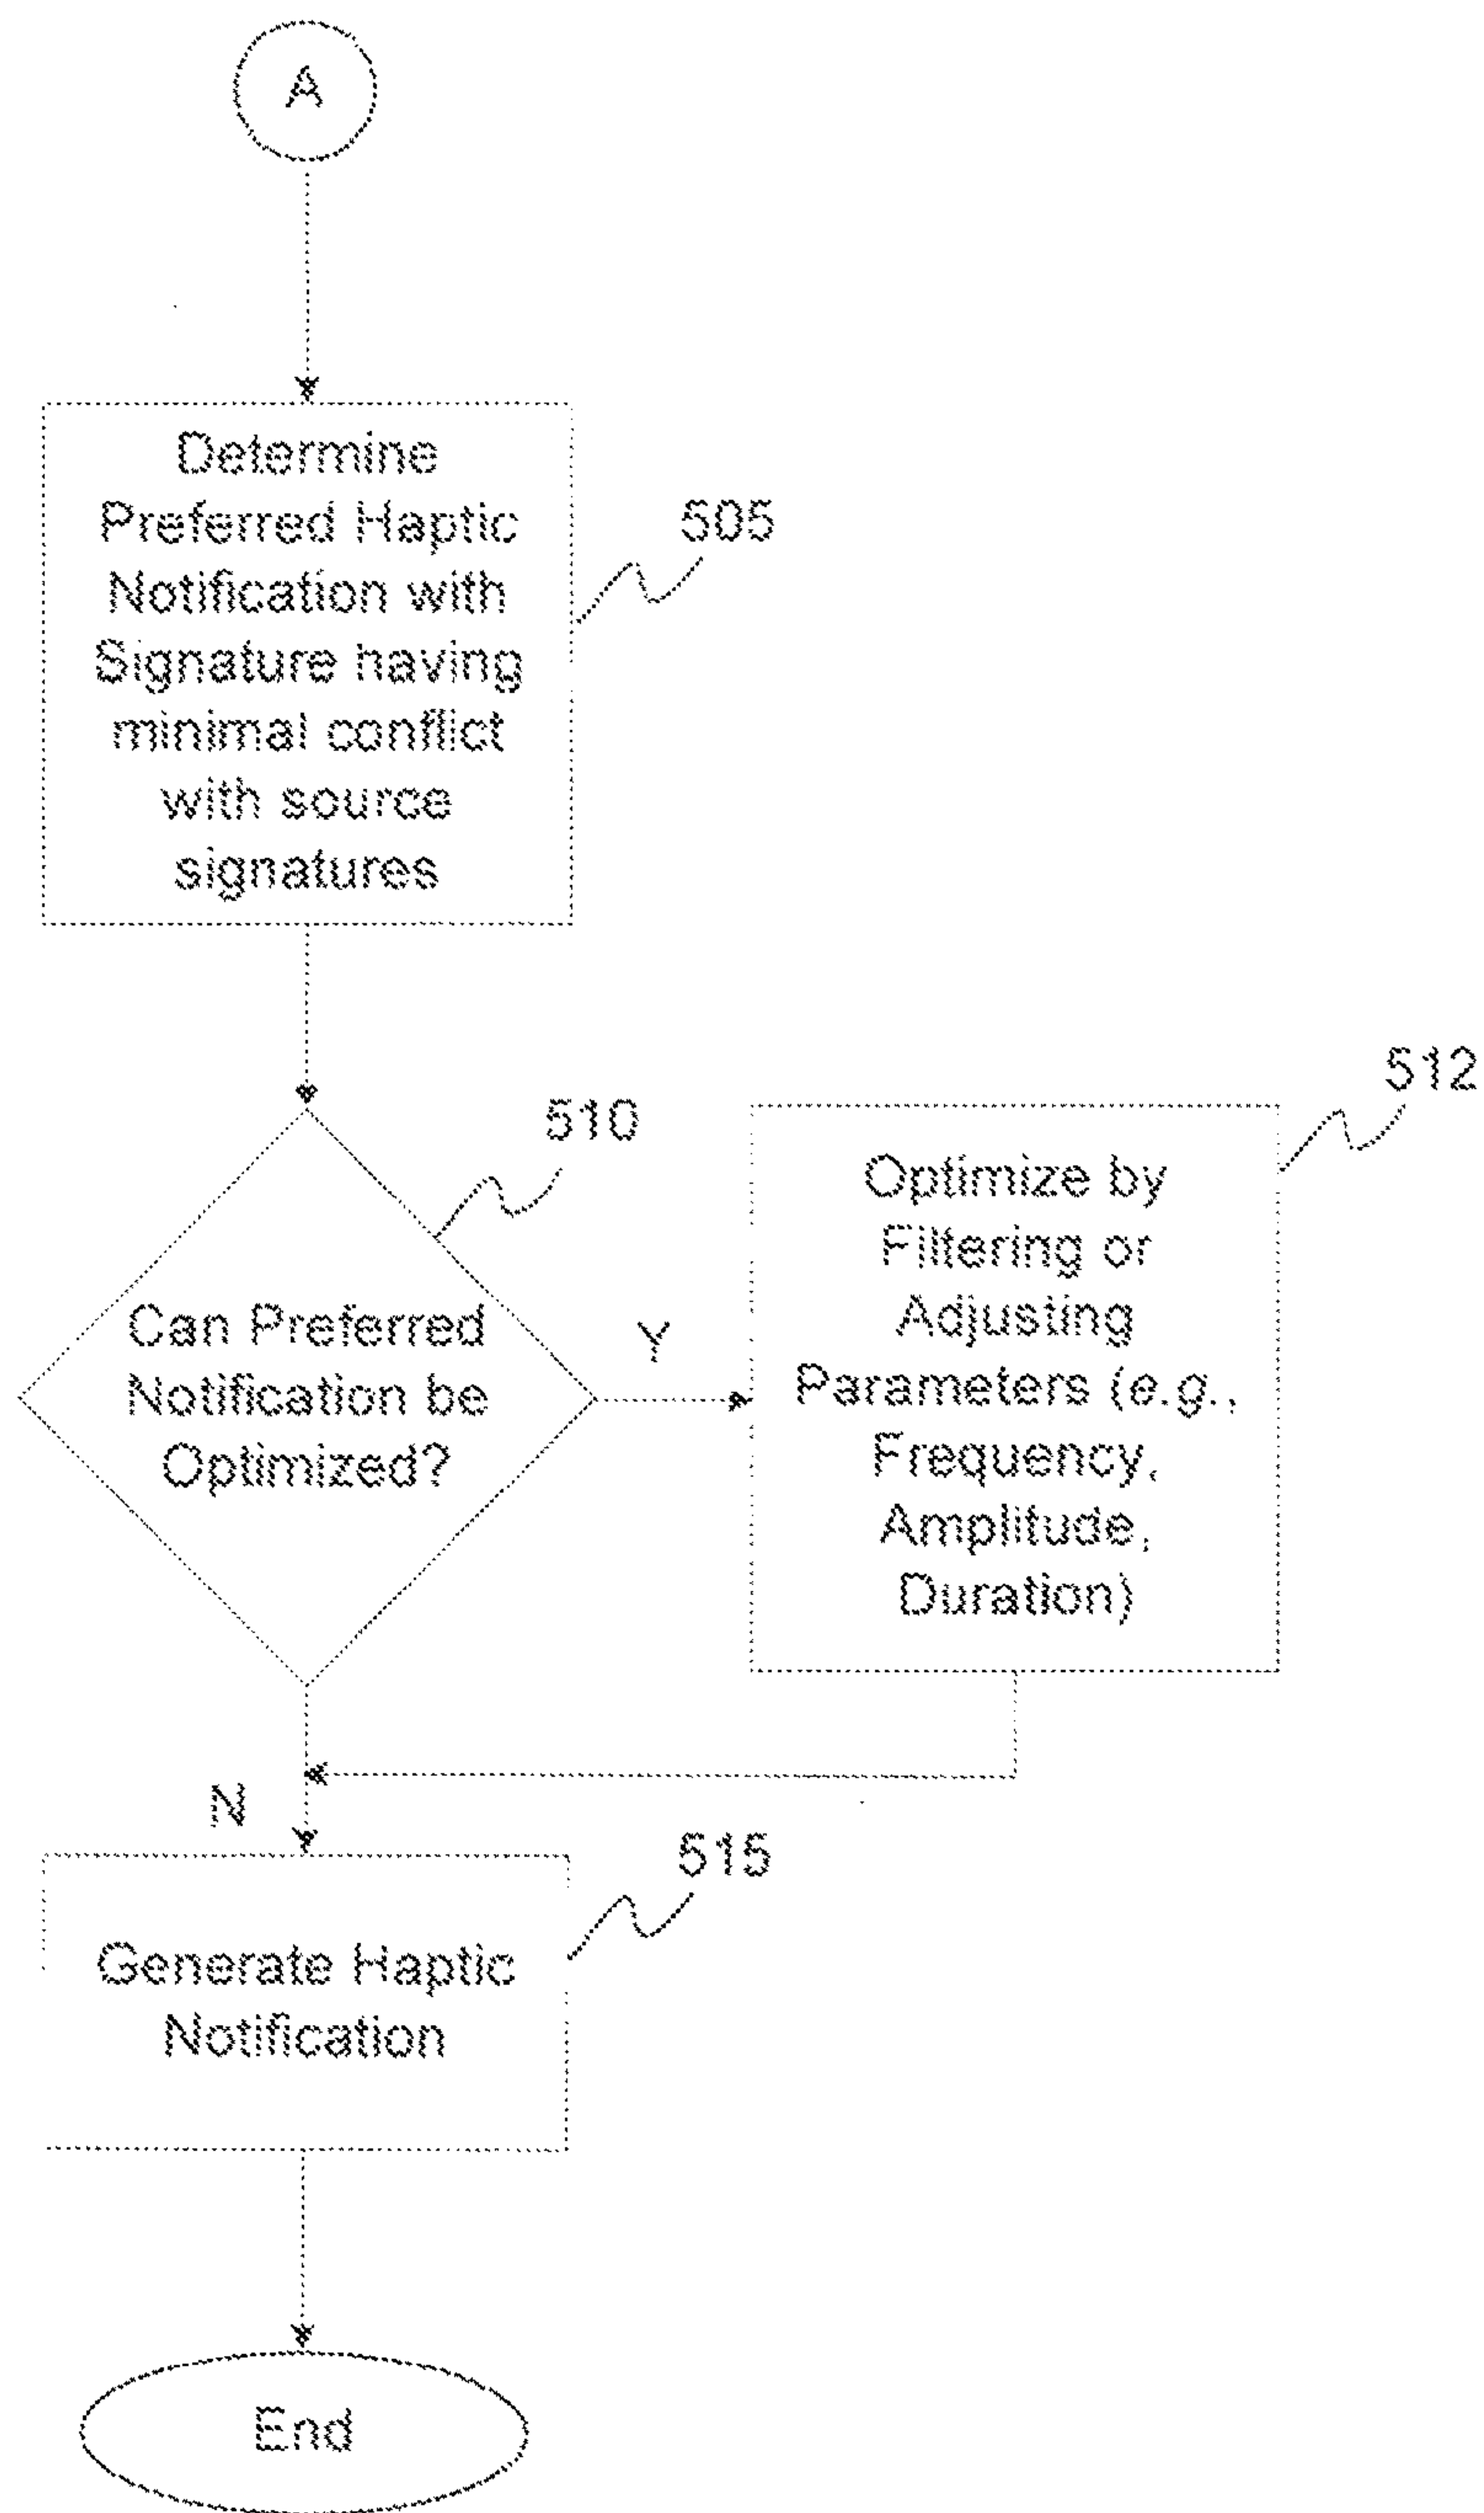 A
Determine
Preferred Haptic
Notification with
Signature having
minimal conflict
with source
signatures
505
510
Can Preferred
Notification be
Optimized?
Y
512
Optimize by
Filtering or
Adjusting
Parameters (e.g.,
Frequency,
Amplitude,
Duration)
N
515
Generate Haptic
Notification
End